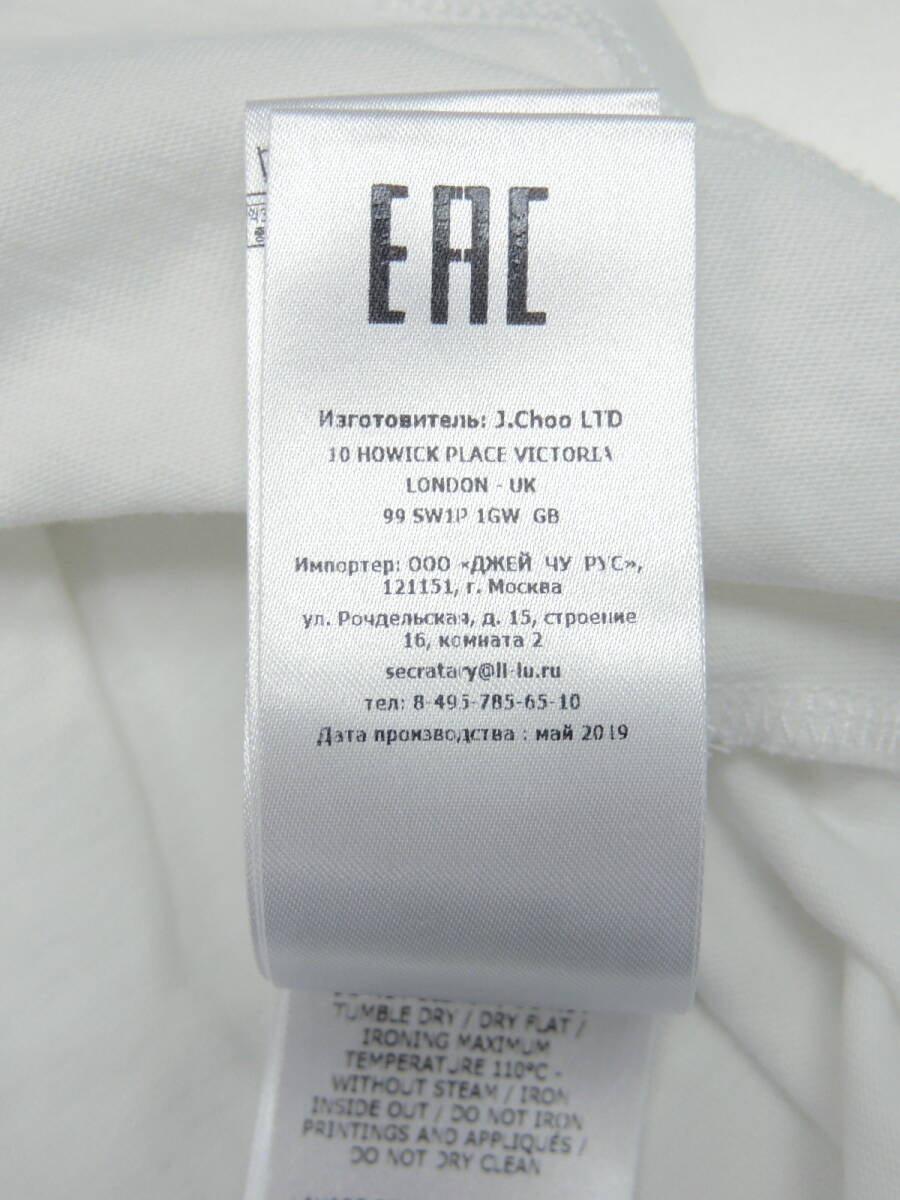 EAC
Изготовитель: J.Choo LTD
10 HOWICK PLACE VICTORIA
LONDON - UK
99 SW1P 1GW GB
Импортер: ООО «ДЖЕЙ ЧУ РУС»,
121151, г. Москва
ул. Рочдельская, д. 15, строение
16, комната 2
secratary@ll-lu.ru
тел: 8-495-785-65-10
Дата производства : май 2019
TUMBLE DRY / DRY FLAT /
IRONING MAXIMUM
TEMPERATURE 110°C -
WITHOUT STEAM / IRON
INSIDE OUT / DO NOT IRON
PRINTINGS AND APPLIQUÉS /
DO NOT DRY CLEAN